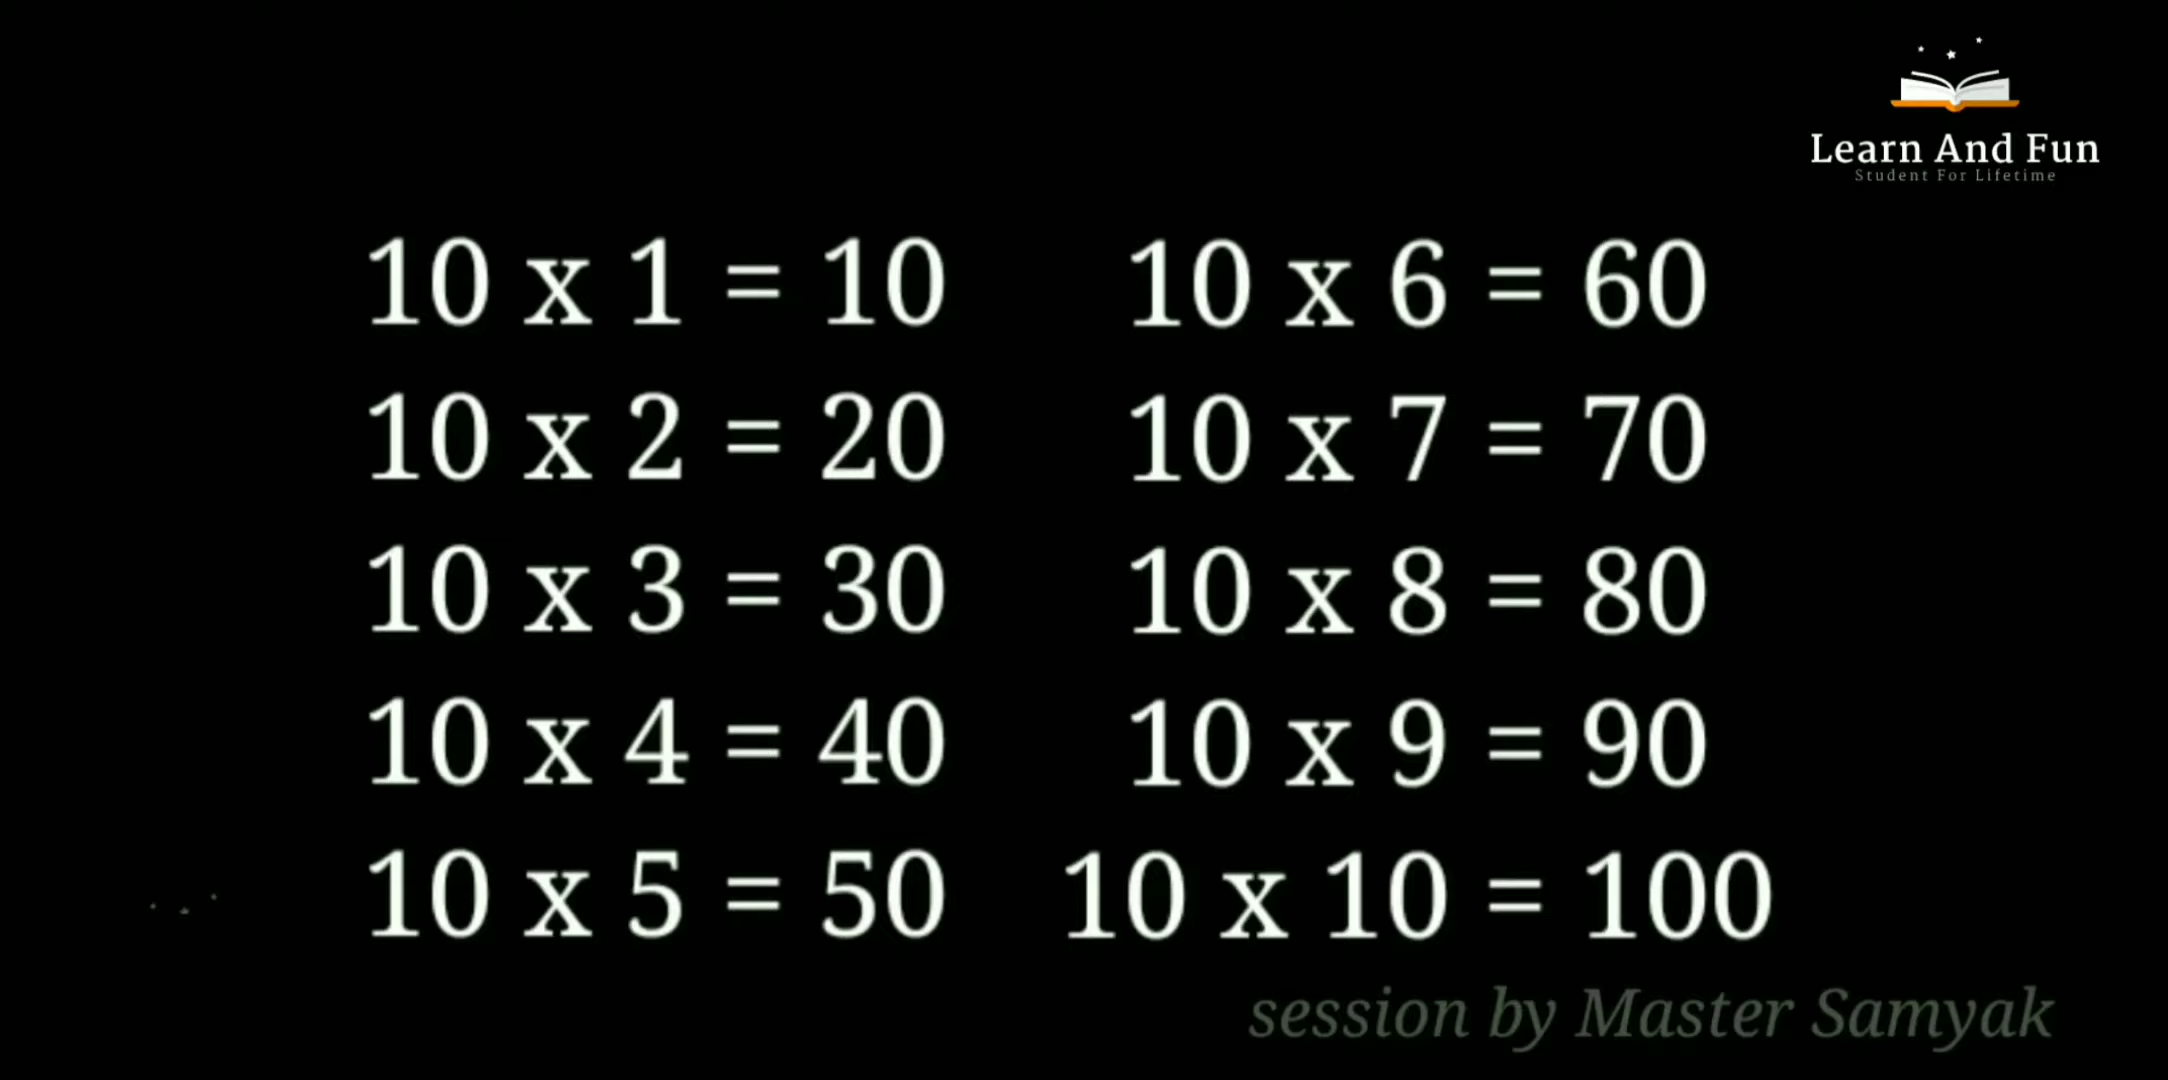 Learn And Fun
Student For Lifetime
10 x 1 = 10
10 x 2 = 20
10 x 3 = 30
10 x 4 = 40
10 x 5 = 50
10 x 6 = 60
10 x 7 = 70
10 x 8 = 80
10 x 9 = 90
10 x 10 = 100
session by Master Samyak